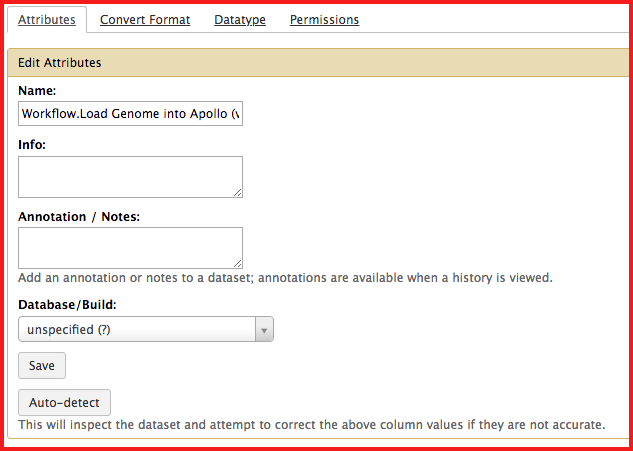 Attributes Convert Format Datatype Permissions
Edit Attributes
Name:
Workflow.Load Genome into Apollo (
Info:
Annotation / Notes:
Add an annotation or notes to a dataset; annotations are available when a history is viewed.
Database/Build:
unspecified (?)
Save
Auto-detect
This will inspect the dataset and attempt to correct the above column values if they are not accurate.